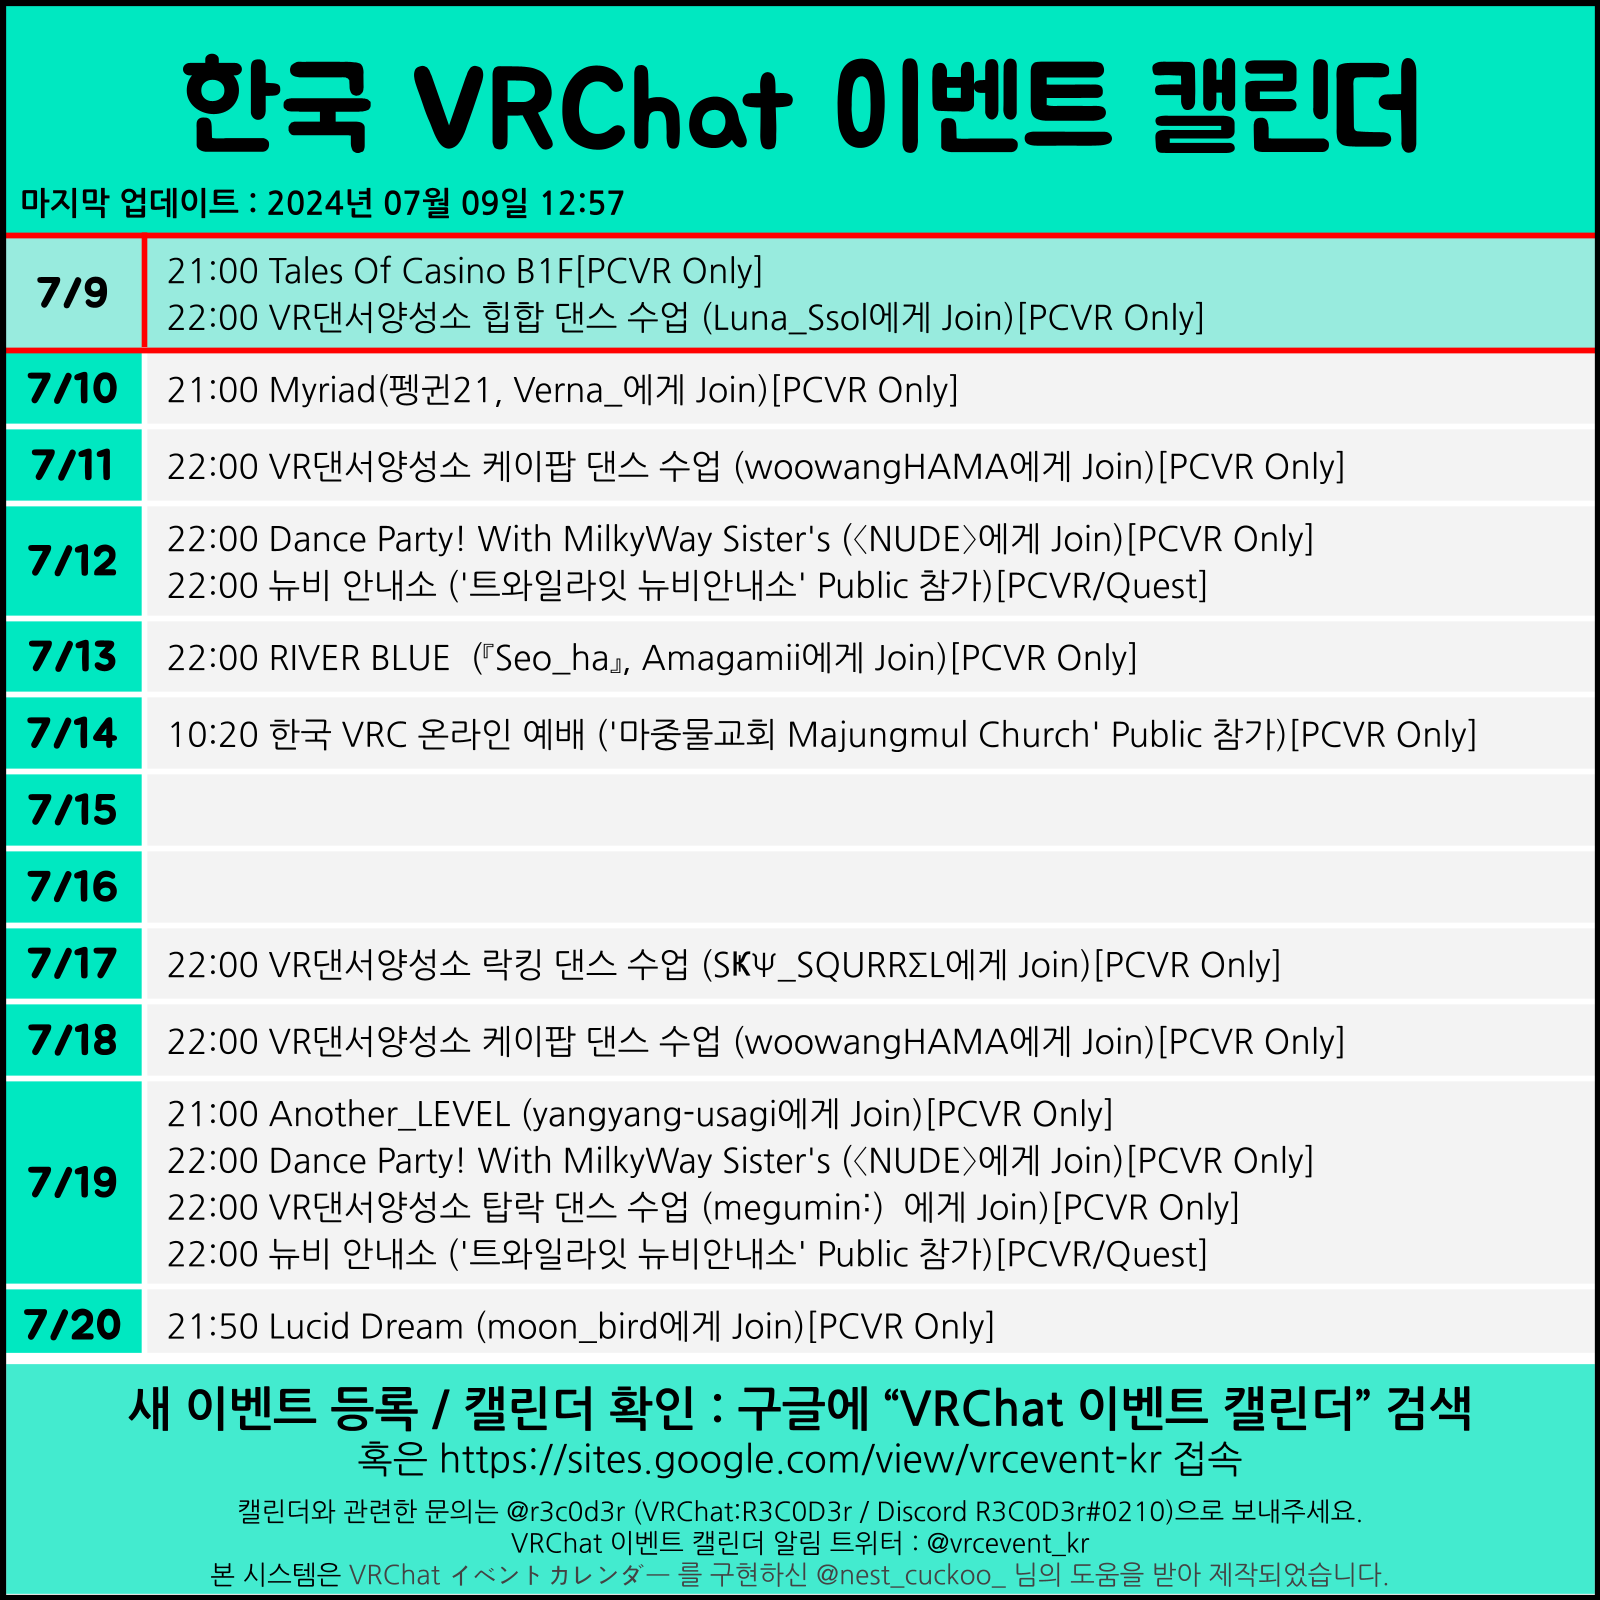 한국 VRChat 이벤트 캘린더
마지막 업데이트 : 2024년 07월 09일 12:57
7/9
21:00 Tales Of Casino B1F[PCVR Only]
22:00 VR댄서양성소 힙합 댄스 수업 (Luna_Ssol에게 Join)[PCVR Only]
7/10
21:00 Myriad(펭귄21, Verna_에게 Join)[PCVR Only]
7/11
22:00 VR댄서양성소 케이팝 댄스 수업 (woowangHAMA에게 Join)[PCVR Only]
7/12
22:00 Dance Party! With MilkyWay Sister's (〈NUDE〉에게 Join)[PCVR Only]
22:00 뉴비 안내소 ('트와일라잇 뉴비안내소' Public 참가)[PCVR/Quest]
7/13
22:00 RIVER BLUE  (『Seo_ha』, Amagamii에게 Join)[PCVR Only]
7/14
10:20 한국 VRC 온라인 예배 ('마중물교회 Majungmul Church' Public 참가)[PCVR Only]
7/15
7/16
7/17
22:00 VR댄서양성소 락킹 댄스 수업 (S₭Ψ_SQURRΣL에게 Join)[PCVR Only]
7/18
22:00 VR댄서양성소 케이팝 댄스 수업 (woowangHAMA에게 Join)[PCVR Only]
7/19
21:00 Another_LEVEL (yangyang-usagi에게 Join)[PCVR Only]
22:00 Dance Party! With MilkyWay Sister's (〈NUDE〉에게 Join)[PCVR Only]
22:00 VR댄서양성소 탑락 댄스 수업 (megumin:)  에게 Join)[PCVR Only]
22:00 뉴비 안내소 ('트와일라잇 뉴비안내소' Public 참가)[PCVR/Quest]
7/20
21:50 Lucid Dream (moon_bird에게 Join)[PCVR Only]
새 이벤트 등록 / 캘린더 확인 : 구글에 “VRChat 이벤트 캘린더” 검색
혹은 https://sites.google.com/view/vrcevent-kr 접속
캘린더와 관련한 문의는 @r3c0d3r (VRChat:R3C0D3r / Discord R3C0D3r#0210)으로 보내주세요.
VRChat 이벤트 캘린더 알림 트위터 : @vrcevent_kr
본 시스템은 VRChat イベントカレンダー 를 구현하신 @nest_cuckoo_ 님의 도움을 받아 제작되었습니다.